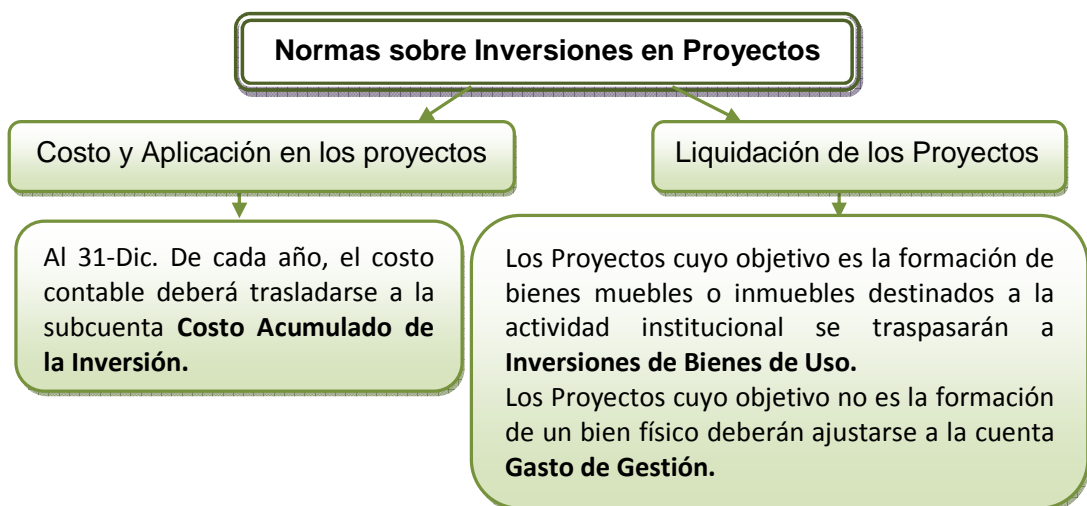 Normas sobre Inversiones en Proyectos
Costo y Aplicación en los proyectos
Liquidación de los Proyectos
Al 31-Dic. De cada año, el costo
contable deberá trasladarse a la
subcuenta Costo Acumulado de
la Inversión.
Los Proyectos cuyo objetivo es la formación de
bienes muebles o inmuebles destinados a la
actividad institucional se traspasarán a
Inversiones de Bienes de Uso.
Los Proyectos cuyo objetivo no es la formación
de un bien físico deberán ajustarse a la cuenta
Gasto de Gestión.